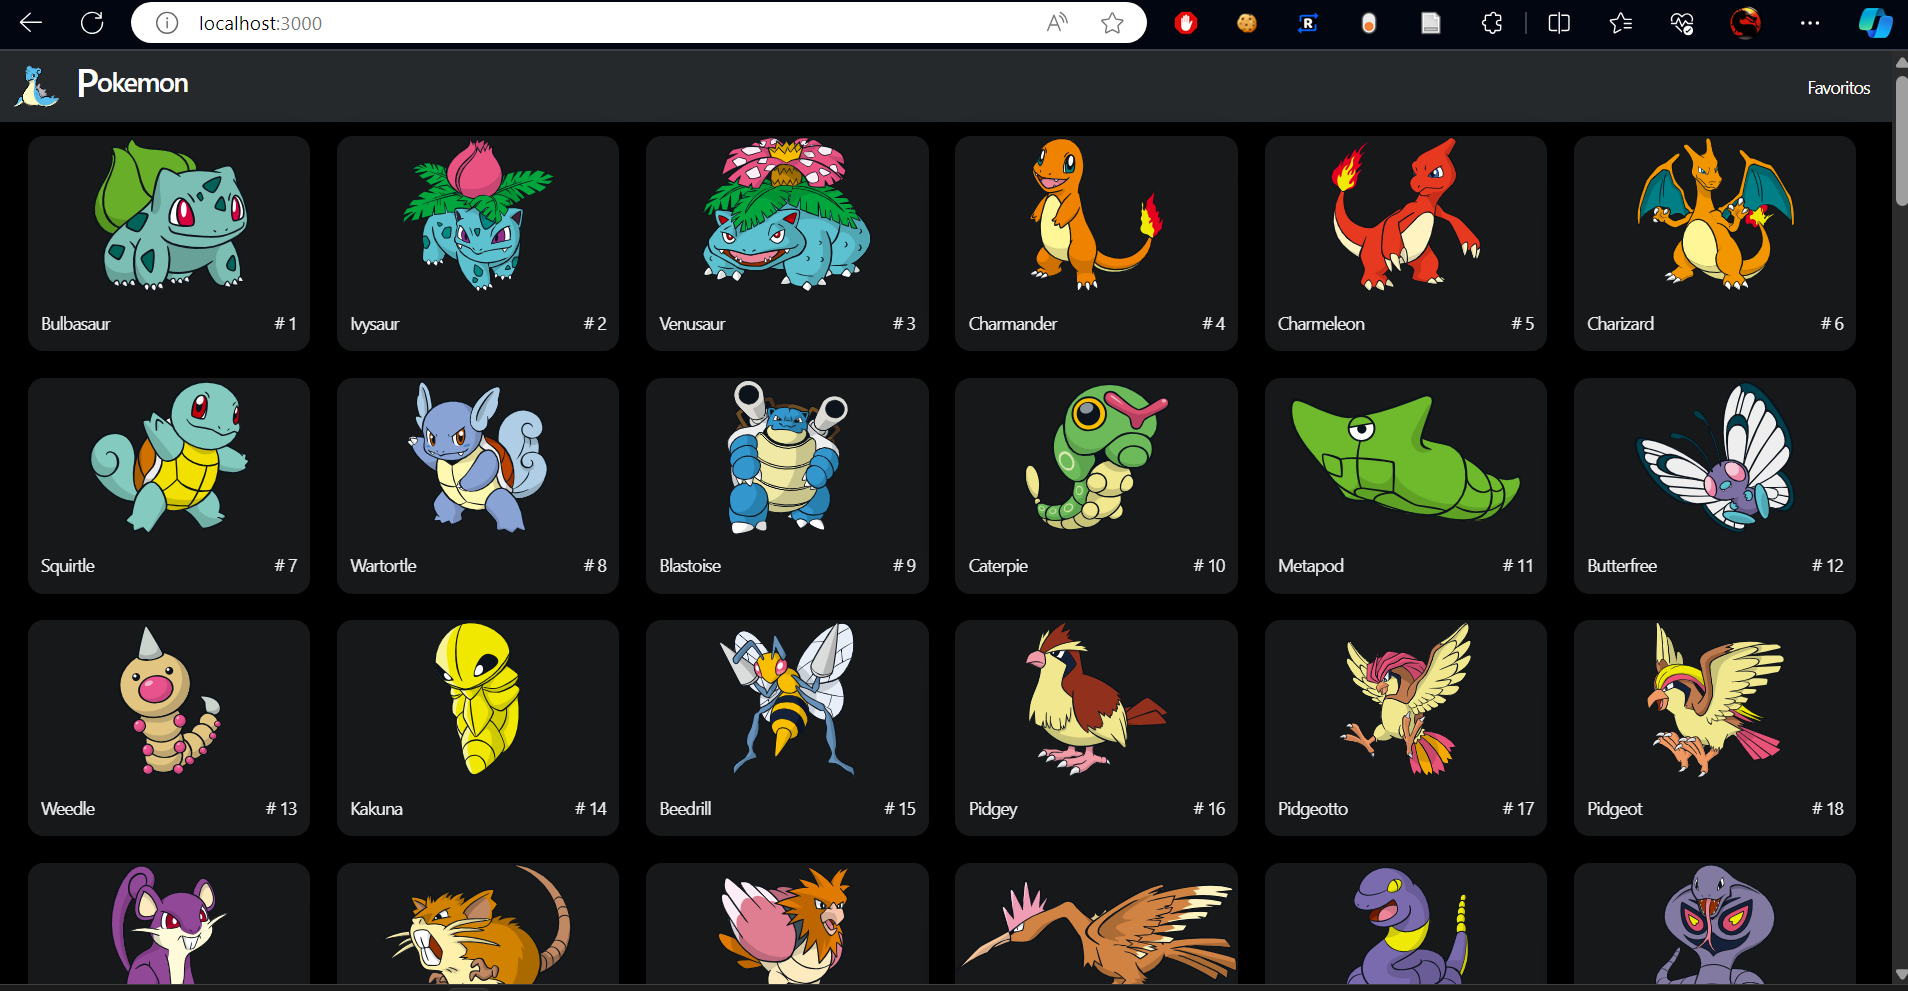 localhost:3000
Pokemon
Favoritos
Bulbasaur # 1
Ivysaur # 2
Venusaur # 3
Charmander # 4
Charmeleon # 5
Charizard # 6
Squirtle # 7
Wartortle # 8
Blastoise # 9
Caterpie # 10
Metapod # 11
Butterfree # 12
Weedle # 13
Kakuna # 14
Beedrill # 15
Pidgey # 16
Pidgeotto # 17
Pidgeot # 18